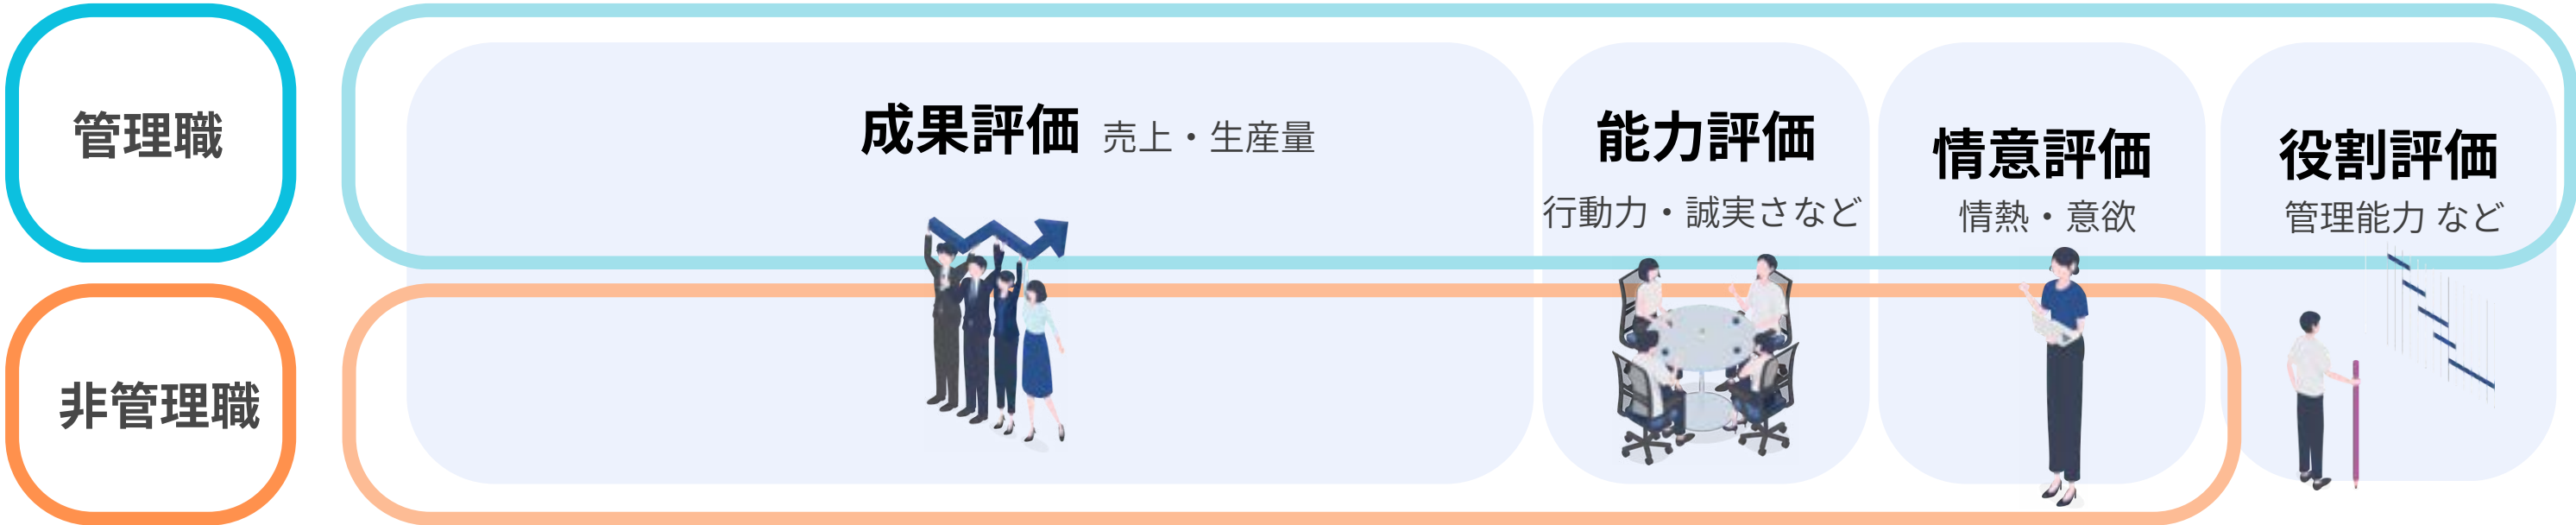 管理職
成果評価 売上・生産量
能力評価
行動力・誠実さなど
情意評価
情熱・意欲
役割評価
管理能力 など
非管理職